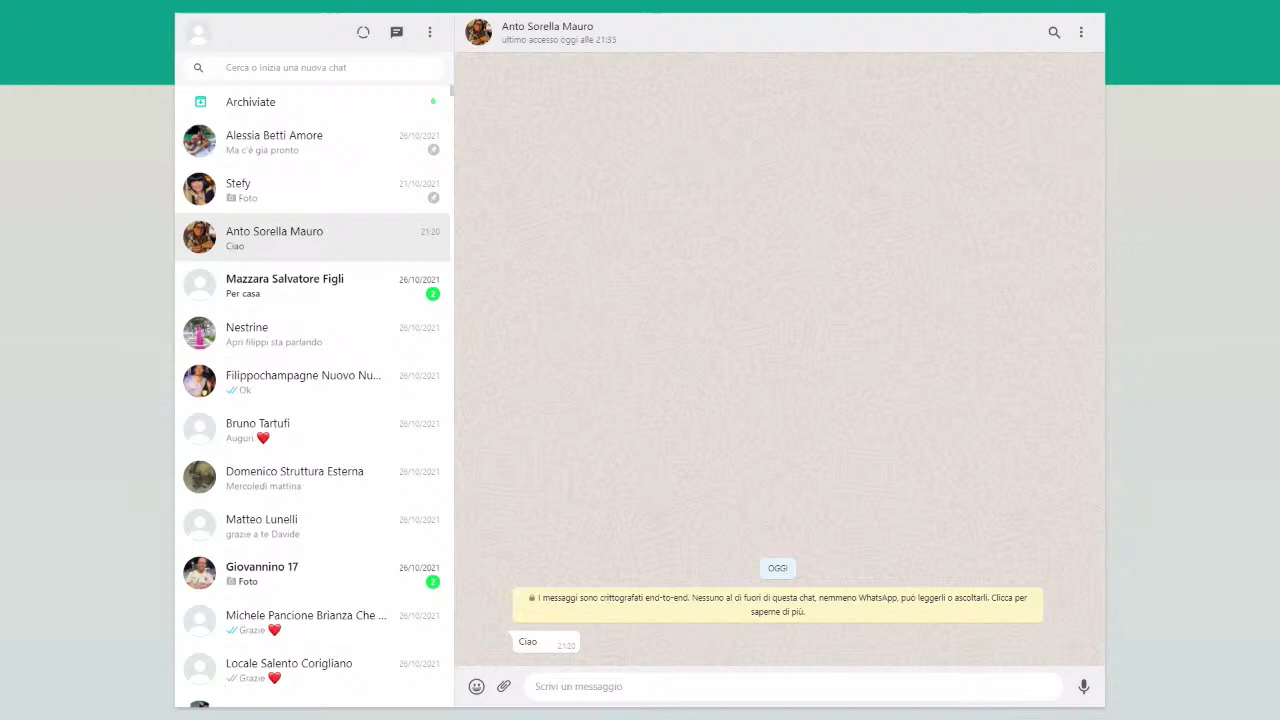 Cerca o inizia una nuova chat
Archiviate 6
Alessia Betti Amore 26/10/2021
Ma c'é giá pronto
Stefy 21/10/2021
Foto
Anto Sorella Mauro 21:20
Ciao
Mazzara Salvatore Figli 26/10/2021
Per casa 2
Nestrine 26/10/2021
Apri filippi sta parlando
Filippochampagne Nuovo Nu... 26/10/2021
Ok
Bruno Tartufi 26/10/2021
Auguri ❤️
Domenico Struttura Esterna 26/10/2021
Mercoledì mattina
Matteo Lunelli 26/10/2021
grazie a te Davide
Giovannino 17 26/10/2021
Foto 2
Michele Pancione Brianza Che ... 26/10/2021
Grazie ❤️
Locale Salento Corigliano 26/10/2021
Grazie ❤️
Anto Sorella Mauro
ultimo accesso oggi alle 21:35
OGGI
I messaggi sono crittografati end-to-end. Nessuno al di fuori di questa chat, nemmeno WhatsApp, può leggerli o ascoltarli. Clicca per
saperne di più.
Ciao 21:20
Scrivi un messaggio